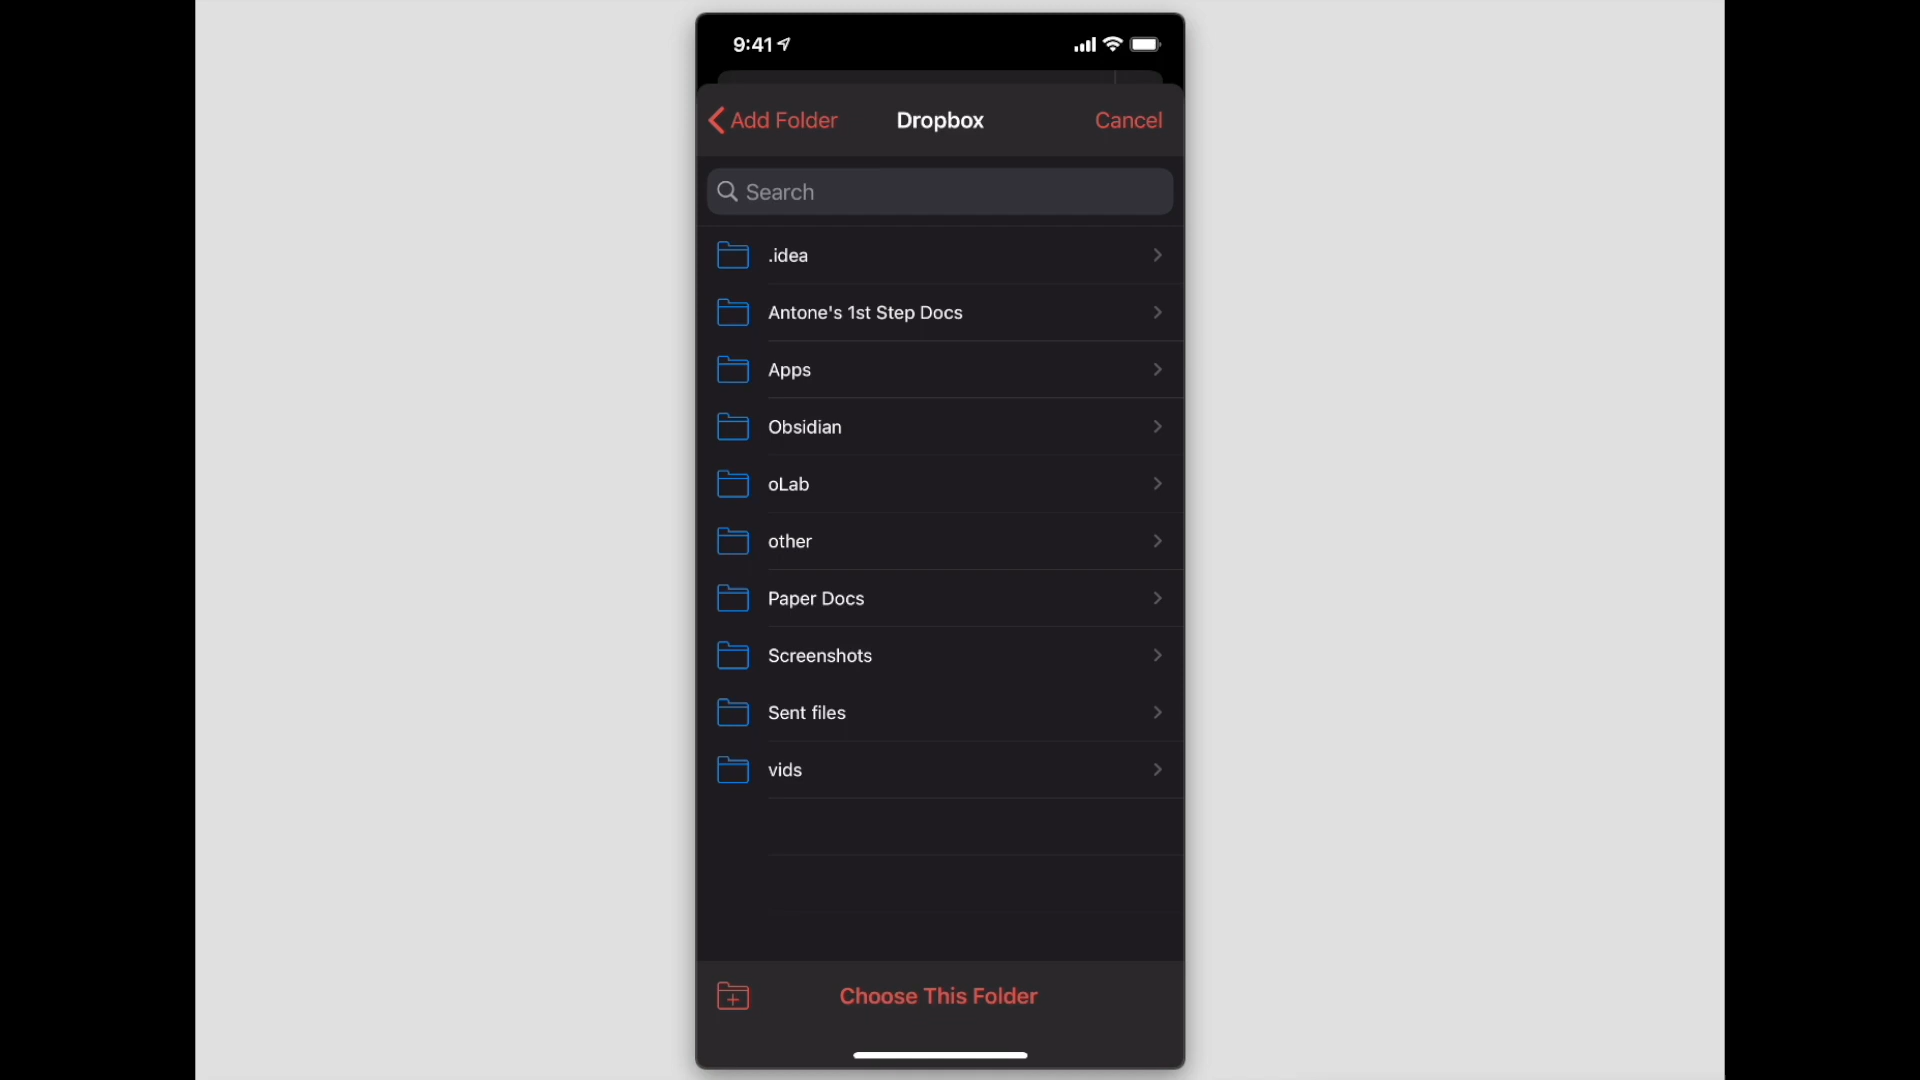 9:41
Add Folder
Dropbox
Cancel
Search
.idea
Antone's 1st Step Docs
Apps
Obsidian
oLab
other
Paper Docs
Screenshots
Sent files
vids
Choose This Folder